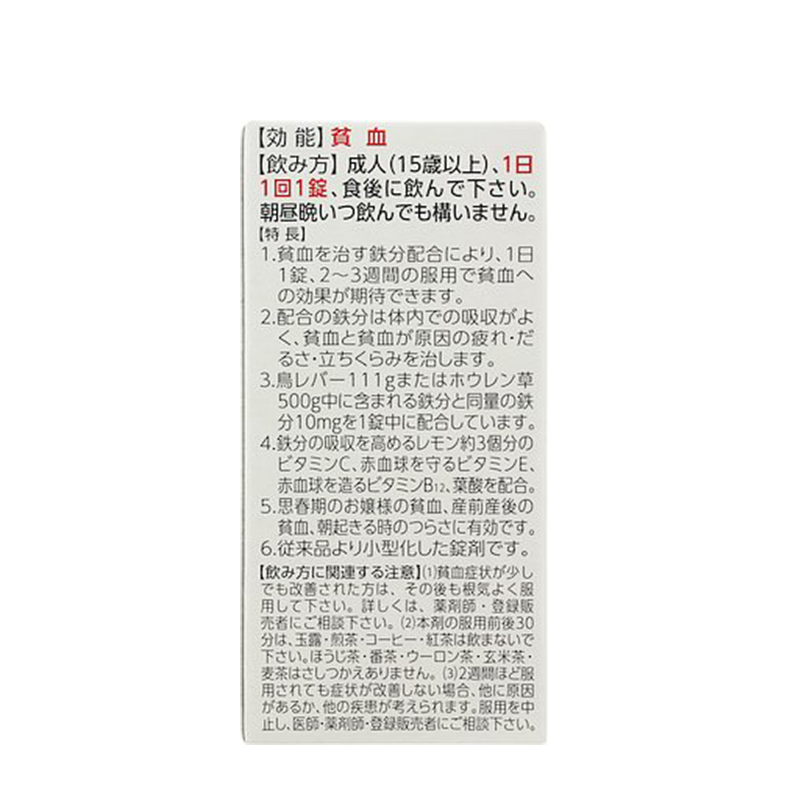 【効 能】貧 血
【飲み方】成人(15歳以上)、1日
1回1錠、食後に飲んで下さい。
朝昼晩いつ飲んでも構いません。
【特 長】
1.貧血を治す鉄分配合により、1日
1錠、2〜3週間の服用で貧血へ
の効果が期待できます。
2.配合の鉄分は体内での吸収がよ
く、貧血と貧血が原因の疲れ・だ
るさ・立ちくらみを治します。
3.鳥レバー111gまたはホウレン草
500g中に含まれる鉄分と同量の鉄
分10mgを1錠中に配合しています。
4.鉄分の吸収を高めるレモン約3個分の
ビタミンC、赤血球を守るビタミンE、
赤血球を造るビタミンB12、葉酸を配合。
5.思春期のお嬢様の貧血、産前産後の
貧血、朝起きる時のつらさに有効です。
6.従来品より小型化した錠剤です。
【飲み方に関連する注意】(1)貧血症状が少し
でも改善された方は、その後も根気よく服
用して下さい。詳しくは、薬剤師・登録販
売者にご相談下さい。(2)本剤の服用前後30
分は、玉露・煎茶・コーヒー・紅茶は飲まないで
下さい。ほうじ茶・番茶・ウーロン茶・玄米茶・
麦茶はさしつかえありません。(3)2週間ほど服
用されても症状が改善しない場合、他に原因
があるか、他の疾患が考えられます。服用を中
止し、医師・薬剤師・登録販売者にご相談下さい。